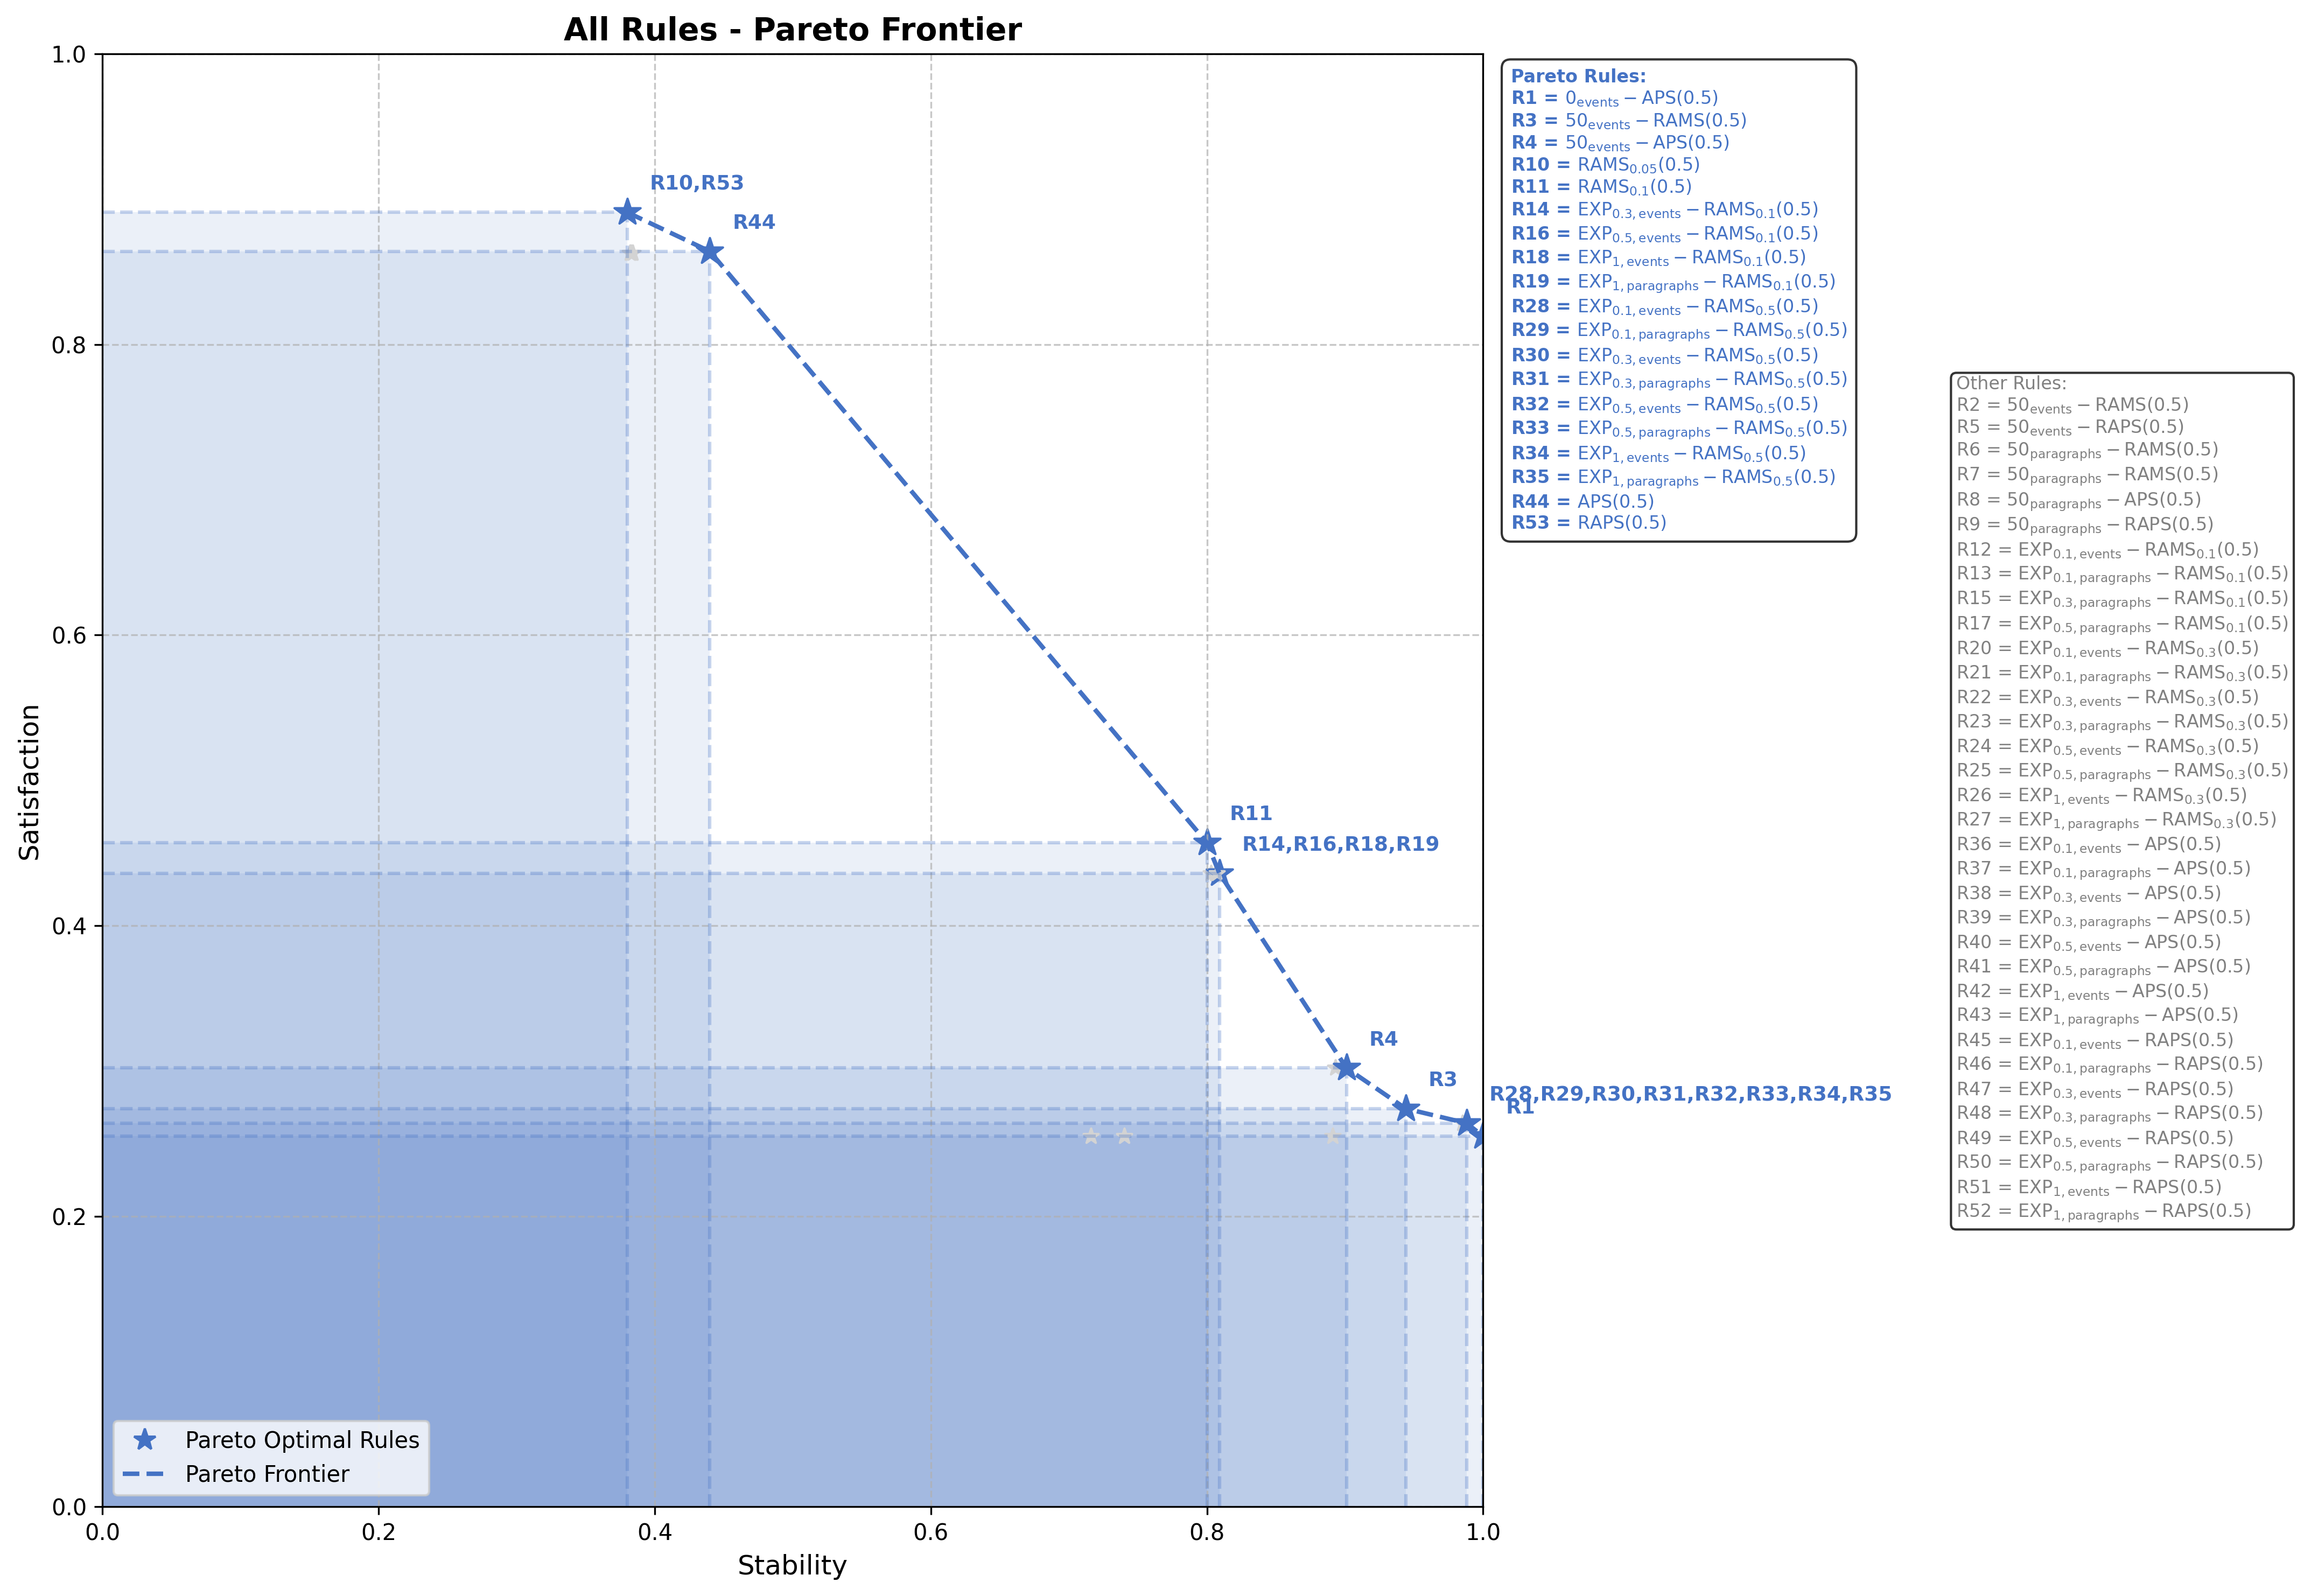 All Rules - Pareto Frontier
1.0
0.8
0.6
0.4
0.2
0.0
0.0
0.2
0.4
0.6
0.8
1.0
Satisfaction
Stability
R10,R53
R44
R11
R14,R16,R18,R19
R4
R3
R28,R29,R30,R31,R32,R33,R34,R35
R1
Pareto Optimal Rules
Pareto Frontier
Pareto Rules:
R1 = 0events − APS(0.5)
R3 = 50events − RAMS(0.5)
R4 = 50events − APS(0.5)
R10 = RAMS0.05(0.5)
R11 = RAMS0.1(0.5)
R14 = EXP0.3, events − RAMS0.1(0.5)
R16 = EXP0.5, events − RAMS0.1(0.5)
R18 = EXP1, events − RAMS0.1(0.5)
R19 = EXP1, paragraphs − RAMS0.1(0.5)
R28 = EXP0.1, events − RAMS0.5(0.5)
R29 = EXP0.1, paragraphs − RAMS0.5(0.5)
R30 = EXP0.3, events − RAMS0.5(0.5)
R31 = EXP0.3, paragraphs − RAMS0.5(0.5)
R32 = EXP0.5, events − RAMS0.5(0.5)
R33 = EXP0.5, paragraphs − RAMS0.5(0.5)
R34 = EXP1, events − RAMS0.5(0.5)
R35 = EXP1, paragraphs − RAMS0.5(0.5)
R44 = APS(0.5)
R53 = RAPS(0.5)
Other Rules:
R2 = 50events − RAMS(0.5)
R5 = 50events − RAPS(0.5)
R6 = 50paragraphs − RAMS(0.5)
R7 = 50paragraphs − RAMS(0.5)
R8 = 50paragraphs − APS(0.5)
R9 = 50paragraphs − RAPS(0.5)
R12 = EXP0.1, events − RAMS0.1(0.5)
R13 = EXP0.1, paragraphs − RAMS0.1(0.5)
R15 = EXP0.3, paragraphs − RAMS0.1(0.5)
R17 = EXP0.5, paragraphs − RAMS0.1(0.5)
R20 = EXP0.1, events − RAMS0.3(0.5)
R21 = EXP0.1, paragraphs − RAMS0.3(0.5)
R22 = EXP0.3, events − RAMS0.3(0.5)
R23 = EXP0.3, paragraphs − RAMS0.3(0.5)
R24 = EXP0.5, events − RAMS0.3(0.5)
R25 = EXP0.5, paragraphs − RAMS0.3(0.5)
R26 = EXP1, events − RAMS0.3(0.5)
R27 = EXP1, paragraphs − RAMS0.3(0.5)
R36 = EXP0.1, events − APS(0.5)
R37 = EXP0.1, paragraphs − APS(0.5)
R38 = EXP0.3, events − APS(0.5)
R39 = EXP0.3, paragraphs − APS(0.5)
R40 = EXP0.5, events − APS(0.5)
R41 = EXP0.5, paragraphs − APS(0.5)
R42 = EXP1, events − APS(0.5)
R43 = EXP1, paragraphs − APS(0.5)
R45 = EXP0.1, events − RAPS(0.5)
R46 = EXP0.1, paragraphs − RAPS(0.5)
R47 = EXP0.3, events − RAPS(0.5)
R48 = EXP0.3, paragraphs − RAPS(0.5)
R49 = EXP0.5, events − RAPS(0.5)
R50 = EXP0.5, paragraphs − RAPS(0.5)
R51 = EXP1, events − RAPS(0.5)
R52 = EXP1, paragraphs − RAPS(0.5)